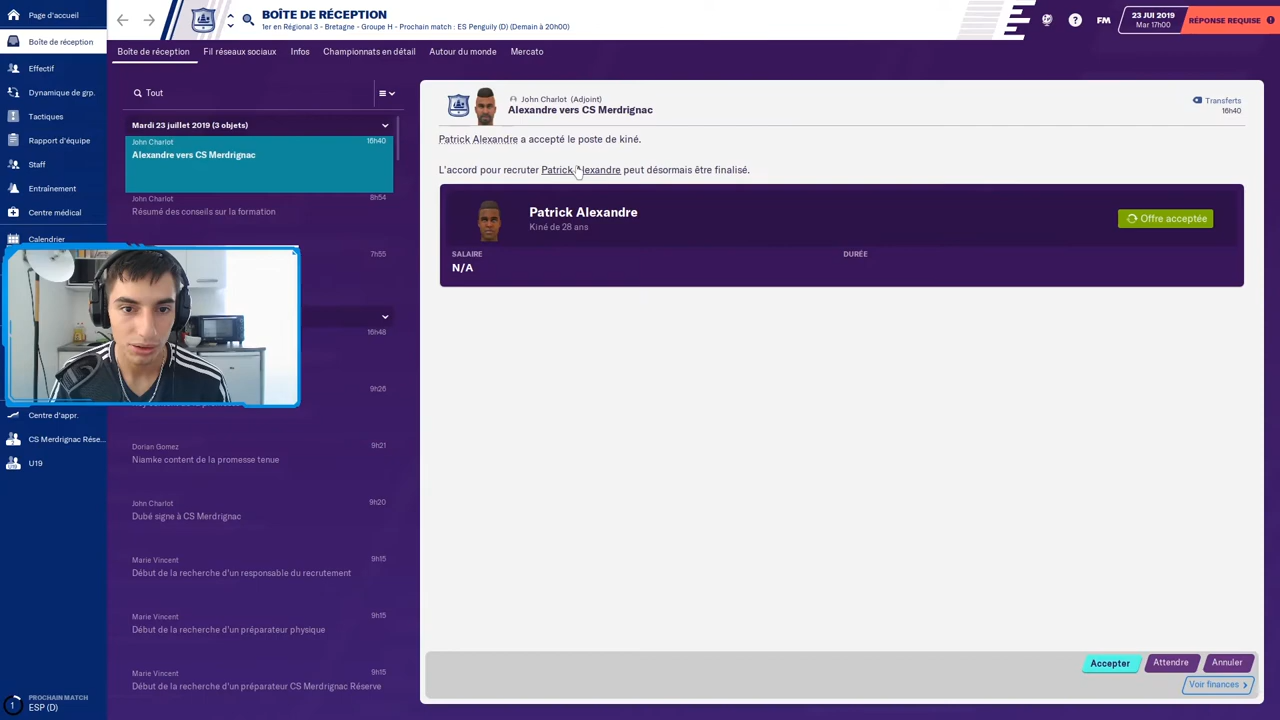 Page d'accueil
Boîte de réception
Effectif
Dynamique de grp.
Tactiques
Rapport d'équipe
Staff
Entraînement
Centre médical
Calendrier
Centre d'appr.
CS Merdrignac Rése...
U19
PROCHAIN MATCH
1
ESP (D)
BOÎTE DE RÉCEPTION
1er en Régional 3 - Bretagne - Groupe H - Prochain match : ES Penguily (D) (Demain à 20h00)
FM
23 JUI 2019
Mar 17h00
RÉPONSE REQUISE
Boîte de réception
Fil réseaux sociaux
Infos
Championnats en détail
Autour du monde
Mercato
Tout
Mardi 23 juillet 2019 (3 objets)
John Charlot
16h40
Alexandre vers CS Merdrignac
John Charlot
8h54
Résumé des conseils sur la formation
7h55
16h48
9h26
Dorian Gomez
9h21
Niamke content de la promesse tenue
John Charlot
9h20
Dubé signe à CS Merdrignac
Marie Vincent
9h15
Début de la recherche d'un responsable du recrutement
Marie Vincent
9h15
Début de la recherche d'un préparateur physique
Marie Vincent
9h15
Début de la recherche d'un préparateur CS Merdrignac Réserve
John Charlot (Adjoint)
Alexandre vers CS Merdrignac
Transferts
16h40
Patrick Alexandre a accepté le poste de kiné.
L'accord pour recruter Patrick Alexandre peut désormais être finalisé.
Patrick Alexandre
Kiné de 28 ans
Offre acceptée
SALAIRE
DURÉE
N/A
Accepter
Attendre
Annuler
Voir finances